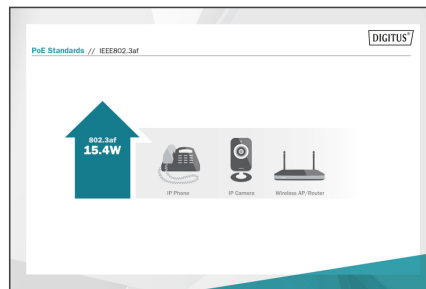 DIGITUS®
PoE Standards // IEEE802.3af
802.3af
15.4W
IP Phone
IP Camera
Wireless AP/Router